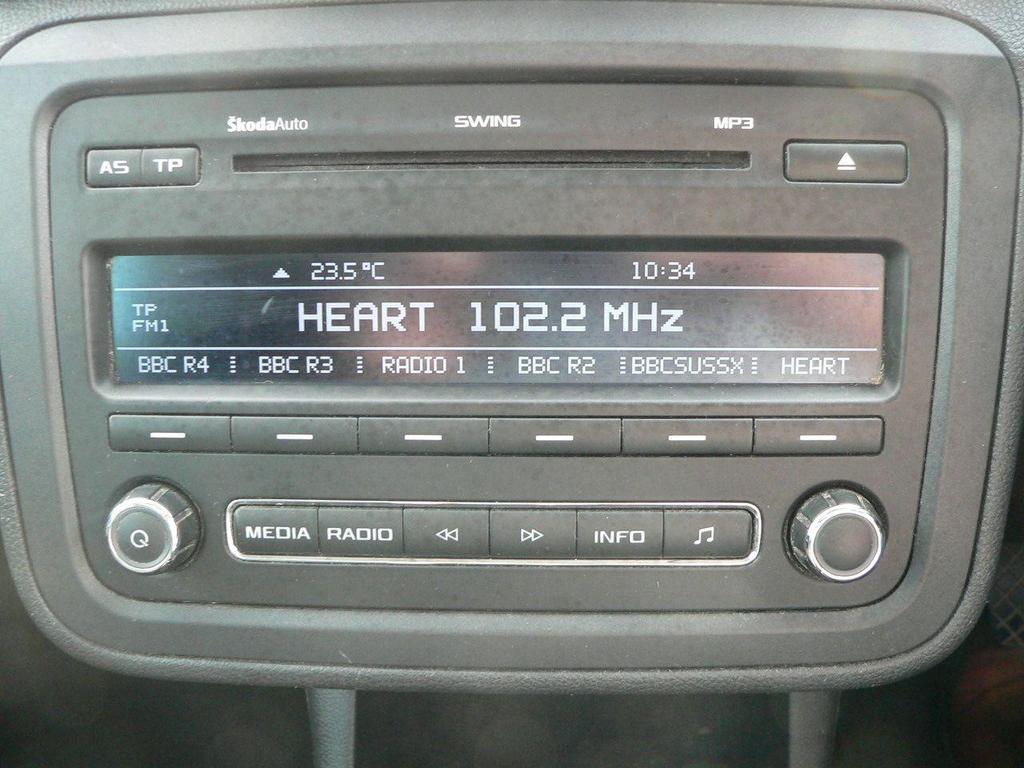 ŠkodaAuto SWING MP3
AS TP
23.5°C 10:34
TP
FM1
HEART 102.2 MHz
BBC R4 BBC R3 RADIO 1 BBC R2 BBCSUSSX HEART
MEDIA RADIO INFO